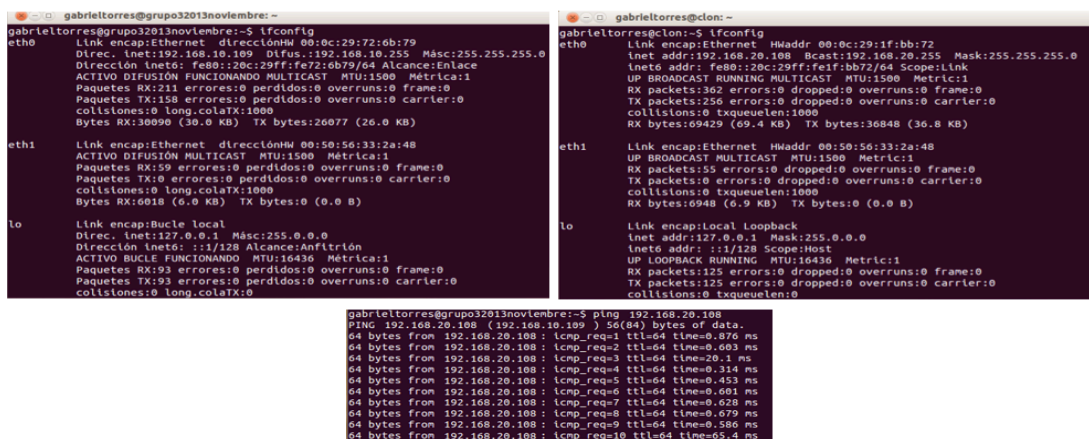 gabrieltorres@grupo32013noviembre: ~
gabrieltorres@grupo32013noviembre:~$ ifconfig
eth0 Link encap:Ethernet direcciónHW 00:0c:29:72:6b:79
Direc. inet:192.168.10.109 Difus.:192.168.10.255 Másc:255.255.255.0
Dirección inet6: fe80::20c:29ff:fe72:6b79/64 Alcance:Enlace
ACTIVO DIFUSIÓN FUNCIONANDO MULTICAST MTU:1500 Métrica:1
Paquetes RX:211 errores:0 perdidos:0 overruns:0 frame:0
Paquetes TX:158 errores:0 perdidos:0 overruns:0 carrier:0
colisiones:0 long.colaTX:1000
Bytes RX:30090 (30.0 KB) TX bytes:26077 (26.0 KB)
eth1 Link encap:Ethernet direcciónHW 00:50:56:33:2a:48
ACTIVO DIFUSIÓN MULTICAST MTU:1500 Métrica:1
Paquetes RX:59 errores:0 perdidos:0 overruns:0 frame:0
Paquetes TX:0 errores:0 perdidos:0 overruns:0 carrier:0
colisiones:0 long.colaTX:1000
Bytes RX:6018 (6.0 KB) TX bytes:0 (0.0 B)
lo Link encap:Bucle local
Direc. inet:127.0.0.1 Másc:255.0.0.0
Dirección inet6: ::1/128 Alcance:Anfitrión
ACTIVO BUCLE FUNCIONANDO MTU:16436 Métrica:1
Paquetes RX:93 errores:0 perdidos:0 overruns:0 frame:0
Paquetes TX:93 errores:0 perdidos:0 overruns:0 carrier:0
colisiones:0 long.colaTX:0
gabrieltorres@clon: ~
gabrieltorres@clon:~$ ifconfig
eth0 Link encap:Ethernet HWaddr 00:0c:29:1f:bb:72
inet addr:192.168.20.108 Bcast:192.168.20.255 Mask:255.255.255.0
inet6 addr: fe80::20c:29ff:fe1f:bb72/64 Scope:Link
UP BROADCAST RUNNING MULTICAST MTU:1500 Metric:1
RX packets:362 errors:0 dropped:0 overruns:0 frame:0
TX packets:256 errors:0 dropped:0 overruns:0 carrier:0
collisions:0 txqueuelen:1000
RX bytes:69429 (69.4 KB) TX bytes:36848 (36.8 KB)
eth1 Link encap:Ethernet HWaddr 00:50:56:33:2a:48
UP BROADCAST MULTICAST MTU:1500 Metric:1
RX packets:55 errors:0 dropped:0 overruns:0 frame:0
TX packets:0 errors:0 dropped:0 overruns:0 carrier:0
collisions:0 txqueuelen:1000
RX bytes:6948 (6.9 KB) TX bytes:0 (0.0 B)
lo Link encap:Local Loopback
inet addr:127.0.0.1 Mask:255.0.0.0
inet6 addr: ::1/128 Scope:Host
UP LOOPBACK RUNNING MTU:16436 Metric:1
RX packets:125 errors:0 dropped:0 overruns:0 frame:0
TX packets:125 errors:0 dropped:0 overruns:0 carrier:0
collisions:0 txqueuelen:0
gabrieltorres@grupo32013noviembre:~$ ping 192.168.20.108
PING 192.168.20.108 (192.168.10.109 ) 56(84) bytes of data.
64 bytes from 192.168.20.108 : icmp_req=1 ttl=64 time=0.876 ms
64 bytes from 192.168.20.108 : icmp_req=2 ttl=64 time=0.603 ms
64 bytes from 192.168.20.108 : icmp_req=3 ttl=64 time=20.1 ms
64 bytes from 192.168.20.108 : icmp_req=4 ttl=64 time=0.314 ms
64 bytes from 192.168.20.108 : icmp_req=5 ttl=64 time=0.453 ms
64 bytes from 192.168.20.108 : icmp_req=6 ttl=64 time=0.601 ms
64 bytes from 192.168.20.108 : icmp_req=7 ttl=64 time=0.628 ms
64 bytes from 192.168.20.108 : icmp_req=8 ttl=64 time=0.679 ms
64 bytes from 192.168.20.108 : icmp_req=9 ttl=64 time=0.586 ms
64 bytes from 192.168.20.108 : icmp_req=10 ttl=64 time=65.4 ms